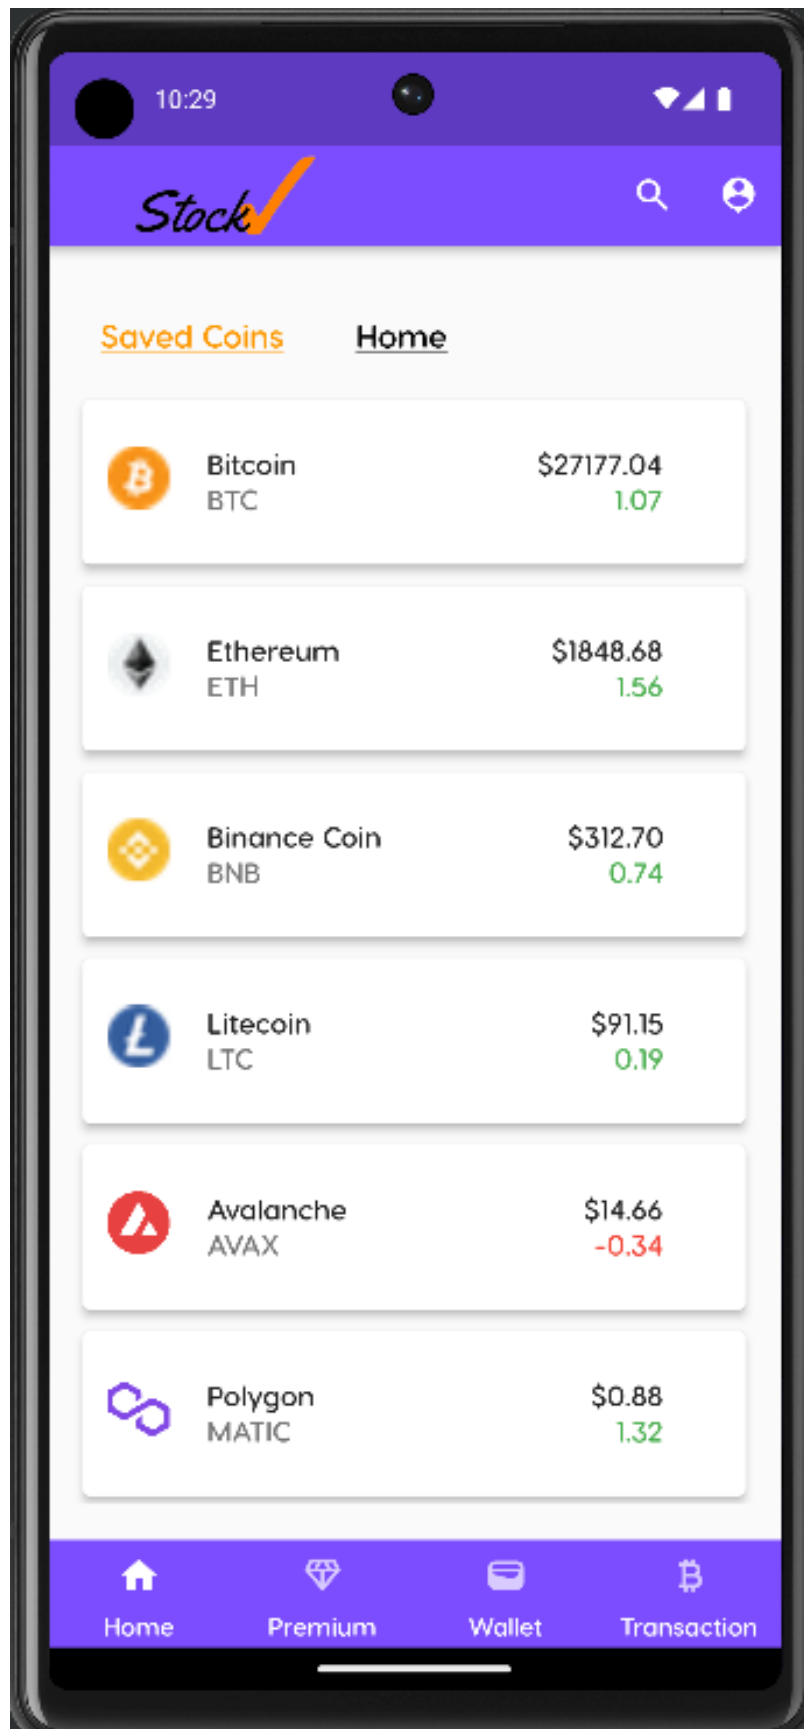 10:29
Stock
Saved Coins Home
Bitcoin $27177.04
BTC 1.07
Ethereum $1848.68
ETH 1.56
Binance Coin $312.70
BNB 0.74
Litecoin $91.15
LTC 0.19
Avalanche $14.66
AVAX -0.34
Polygon $0.88
MATIC 1.32
Home Premium Wallet Transaction